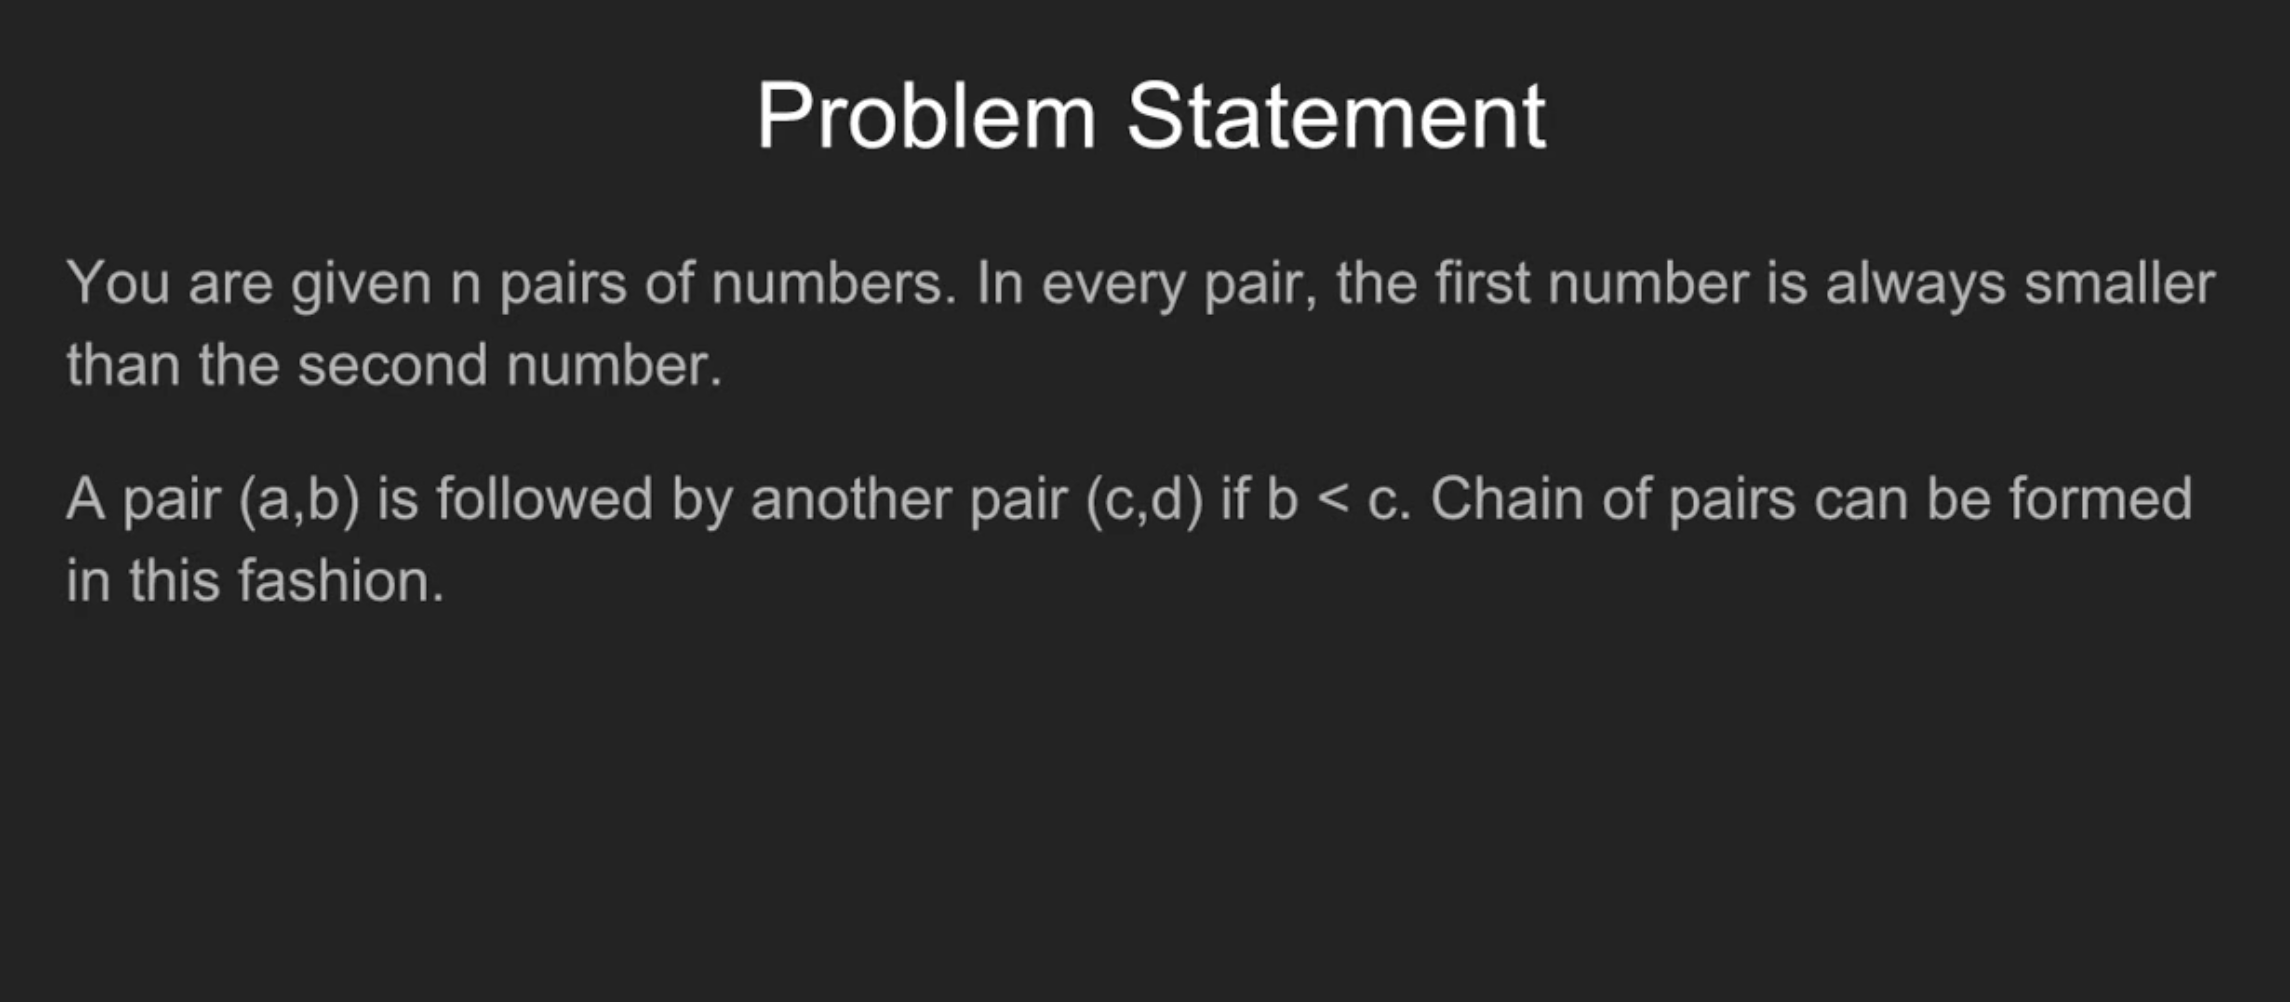 Problem Statement
You are given n pairs of numbers. In every pair, the first number is always smaller
than the second number.
A pair (a,b) is followed by another pair (c,d) if b < c. Chain of pairs can be formed
in this fashion.